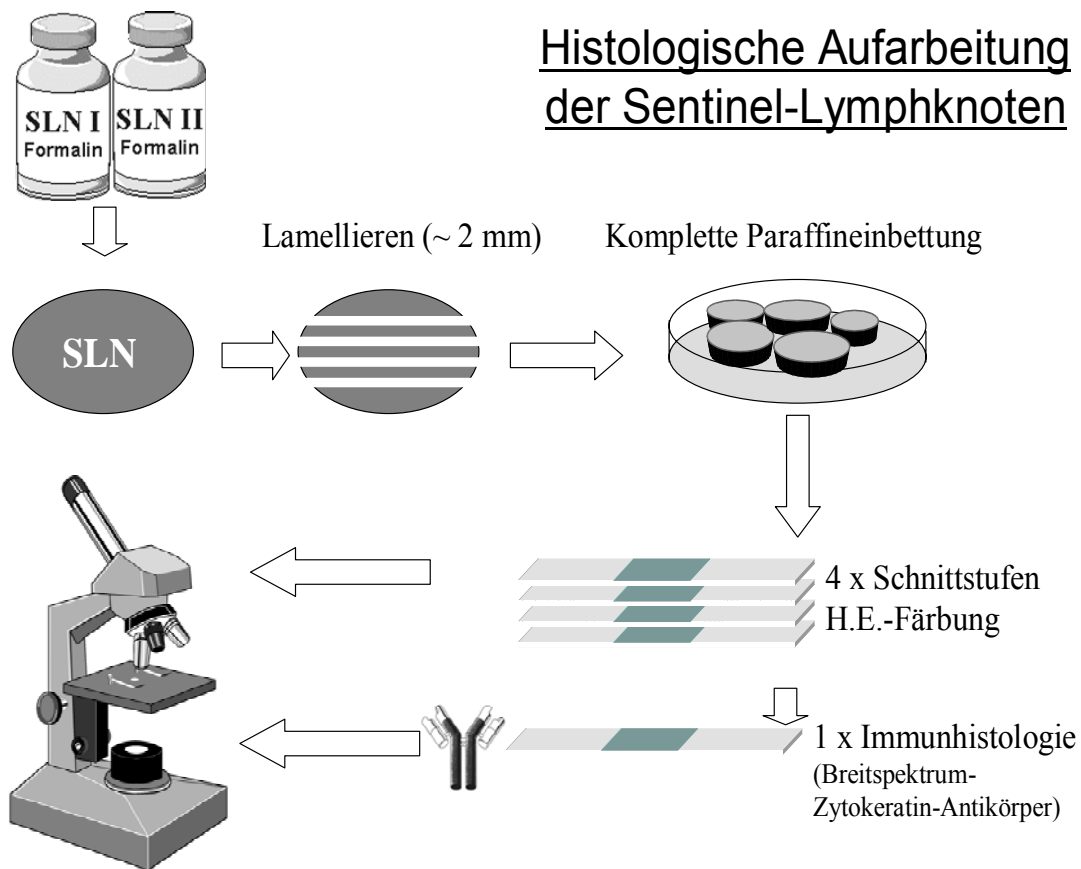 Histologische Aufarbeitung
der Sentinel-Lymphknoten
SLN I
Formalin
SLN II
Formalin
Lamellieren (~ 2 mm)
Komplette Paraffineinbettung
SLN
4 x Schnittstufen
H.E.-Färbung
1 x Immunhistologie
(Breitspektrum-
Zytokeratin-Antikörper)